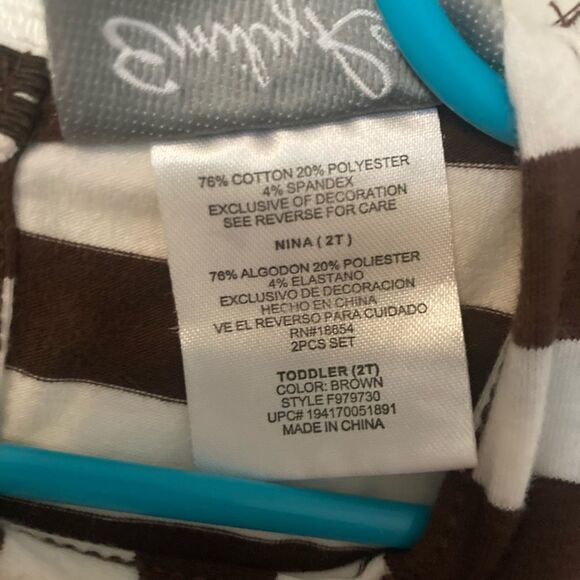 76% COTTON 20% POLYESTER
4% SPANDEX
EXCLUSIVE OF DECORATION
SEE REVERSE FOR CARE
NINA ( 2T )
76% ALGODON 20% POLIESTER
4% ELASTANO
EXCLUSIVO DE DECORACION
HECHO EN CHINA
VE EL REVERSO PARA CUIDADO
RN#18654
2PCS SET
TODDLER (2T)
COLOR: BROWN
STYLE F979730
UPC# 194170051891
MADE IN CHINA